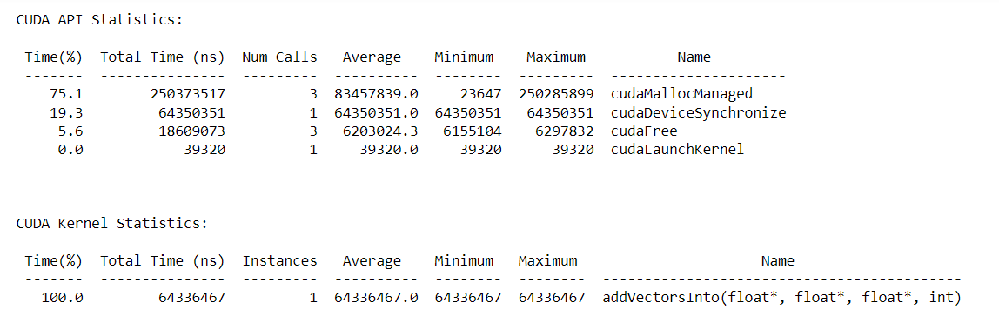 CUDA API Statistics:
Time(%) Total Time (ns) Num Calls Average Minimum Maximum Name
------- --------------- --------- ---------- -------- --------- ---------------------
75.1 250373517 3 83457839.0 23647 250285899 cudaMallocManaged
19.3 64350351 1 64350351.0 64350351 64350351 cudaDeviceSynchronize
5.6 18609073 3 6203024.3 6155104 6297832 cudaFree
0.0 39320 1 39320.0 39320 39320 cudaLaunchKernel
CUDA Kernel Statistics:
Time(%) Total Time (ns) Instances Average Minimum Maximum Name
------- --------------- --------- ---------- -------- -------- -------------------------------------------
100.0 64336467 1 64336467.0 64336467 64336467 addVectorsInto(float*, float*, float*, int)